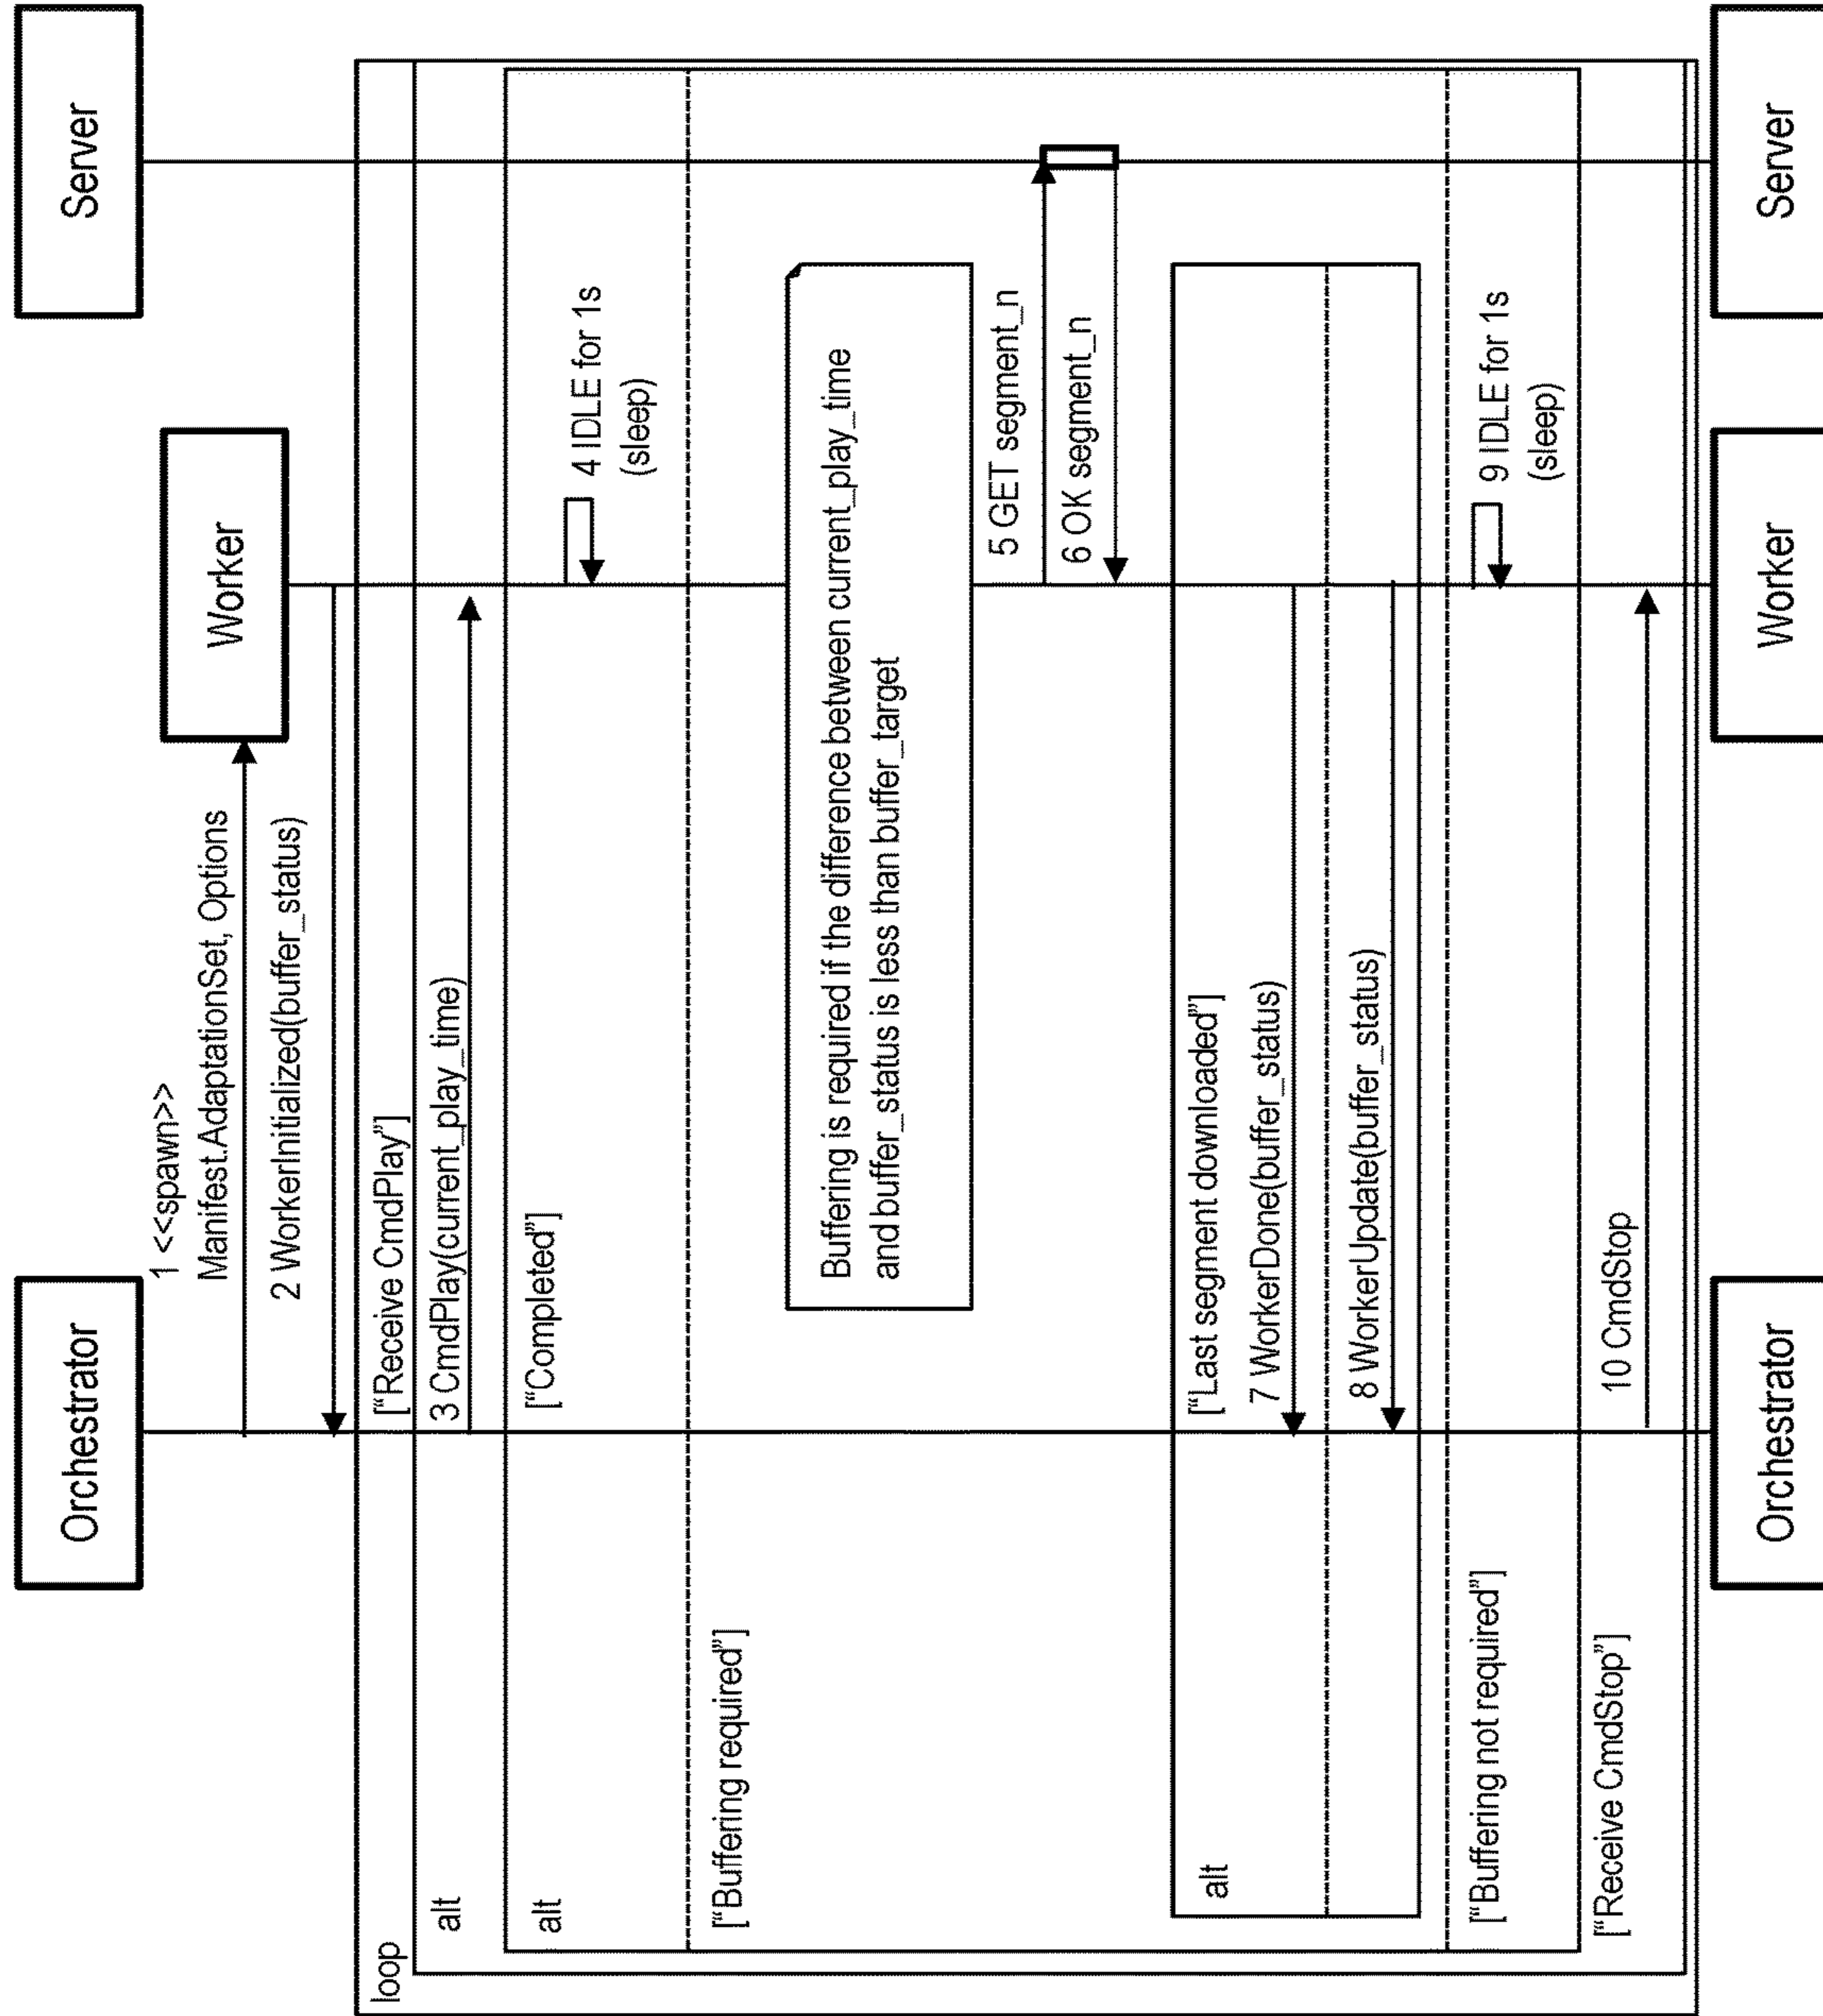 Orchestrator
Worker
Server
1 <<spawn>>
Manifest.AdaptationSet, Options
2 WorkerInitialized(buffer_status)
loop
["Receive CmdPlay"]
alt
3 CmdPlay(current_play_time)
alt
["Completed"]
4 IDLE for 1s
(sleep)
[“Buffering required”]
Buffering is required if the difference between current_play_time
and buffer_status is less than buffer_target
5 GET segment_n
6 OK segment_n
alt
[“Last segment downloaded”]
7 WorkerDone(buffer_status)
8 WorkerUpdate(buffer_status)
[“Buffering not required”]
9 IDLE for 1s
(sleep)
[“Receive CmdStop”]
10 CmdStop
Orchestrator
Worker
Server